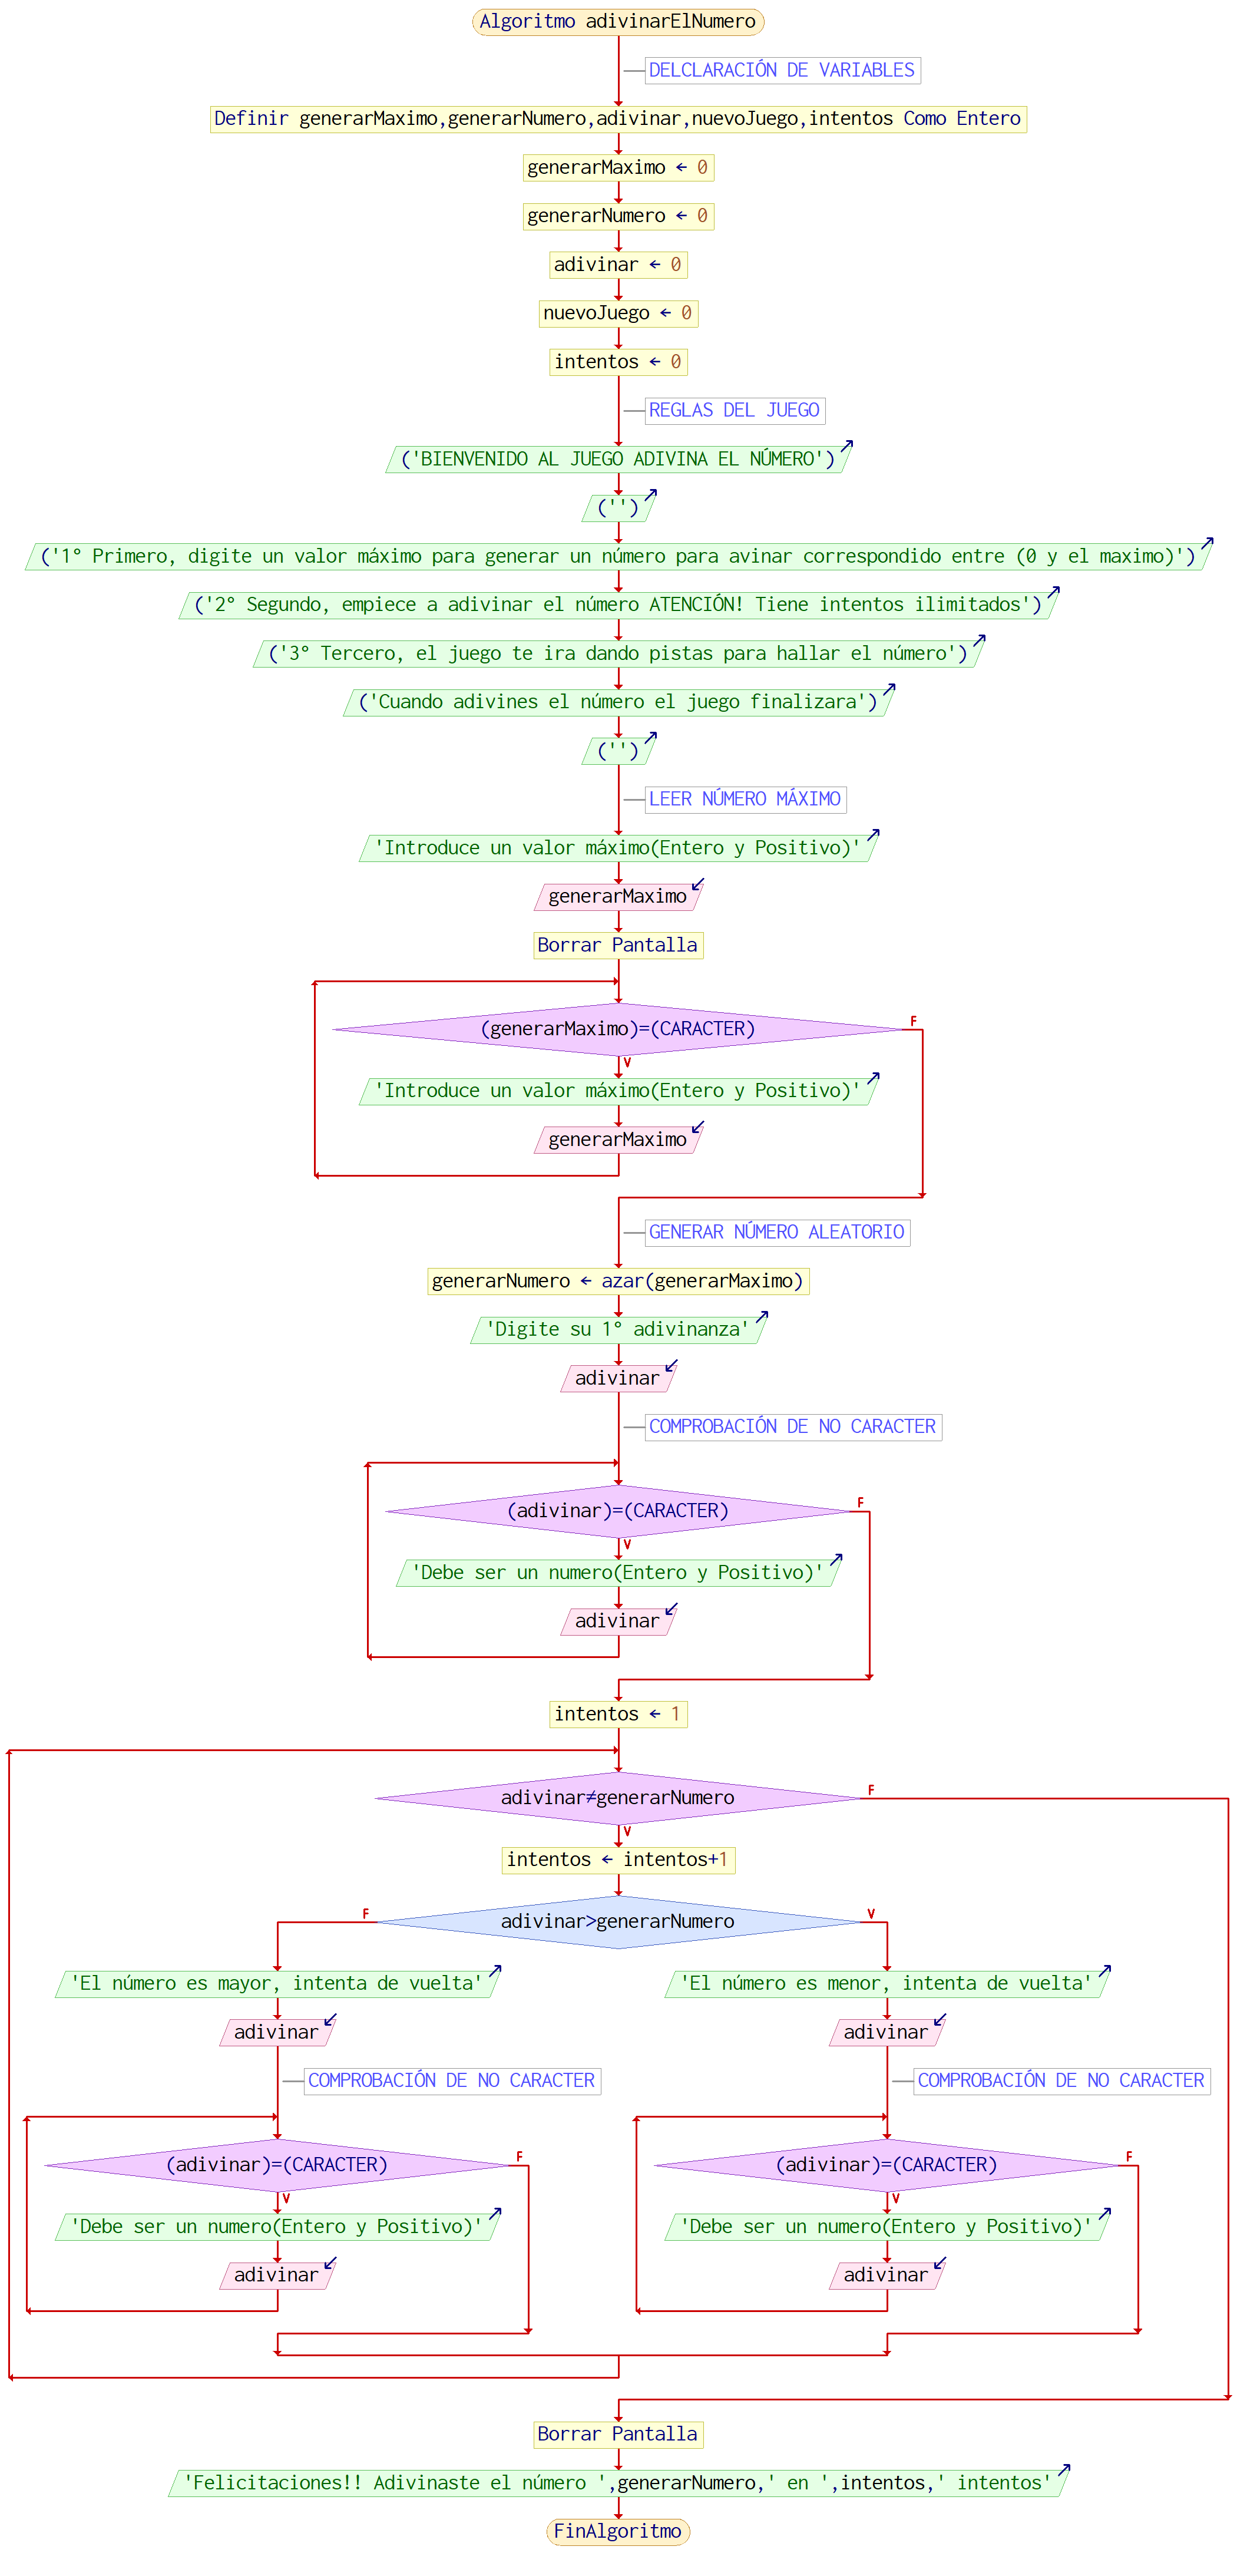 Algoritmo adivinarElNumero
DELCLARACIÓN DE VARIABLES
Definir generarMaximo,generarNumero,adivinar,nuevoJuego,intentos Como Entero
generarMaximo ← 0
generarNumero ← 0
adivinar ← 0
nuevoJuego ← 0
intentos ← 0
REGLAS DEL JUEGO
('BIENVENIDO AL JUEGO ADIVINA EL NÚMERO')
('')
('1° Primero, digite un valor máximo para generar un número para avinar correspondido entre (0 y el maximo)')
('2° Segundo, empiece a adivinar el número ATENCIÓN! Tiene intentos ilimitados')
('3° Tercero, el juego te ira dando pistas para hallar el número')
('Cuando adivines el número el juego finalizara')
('')
LEER NÚMERO MÁXIMO
'Introduce un valor máximo(Entero y Positivo)'
generarMaximo
Borrar Pantalla
(generarMaximo)=(CARACTER)
F
V
'Introduce un valor máximo(Entero y Positivo)'
generarMaximo
GENERAR NÚMERO ALEATORIO
generarNumero ← azar(generarMaximo)
'Digite su 1° adivinanza'
adivinar
COMPROBACIÓN DE NO CARACTER
(adivinar)=(CARACTER)
F
V
'Debe ser un numero(Entero y Positivo)'
adivinar
intentos ← 1
adivinar≠generarNumero
F
V
intentos ← intentos+1
adivinar>generarNumero
F
V
'El número es mayor, intenta de vuelta'
adivinar
COMPROBACIÓN DE NO CARACTER
(adivinar)=(CARACTER)
F
V
'Debe ser un numero(Entero y Positivo)'
adivinar
'El número es menor, intenta de vuelta'
adivinar
COMPROBACIÓN DE NO CARACTER
(adivinar)=(CARACTER)
F
V
'Debe ser un numero(Entero y Positivo)'
adivinar
Borrar Pantalla
'Felicitaciones!! Adivinaste el número ',generarNumero,' en ',intentos,' intentos'
FinAlgoritmo